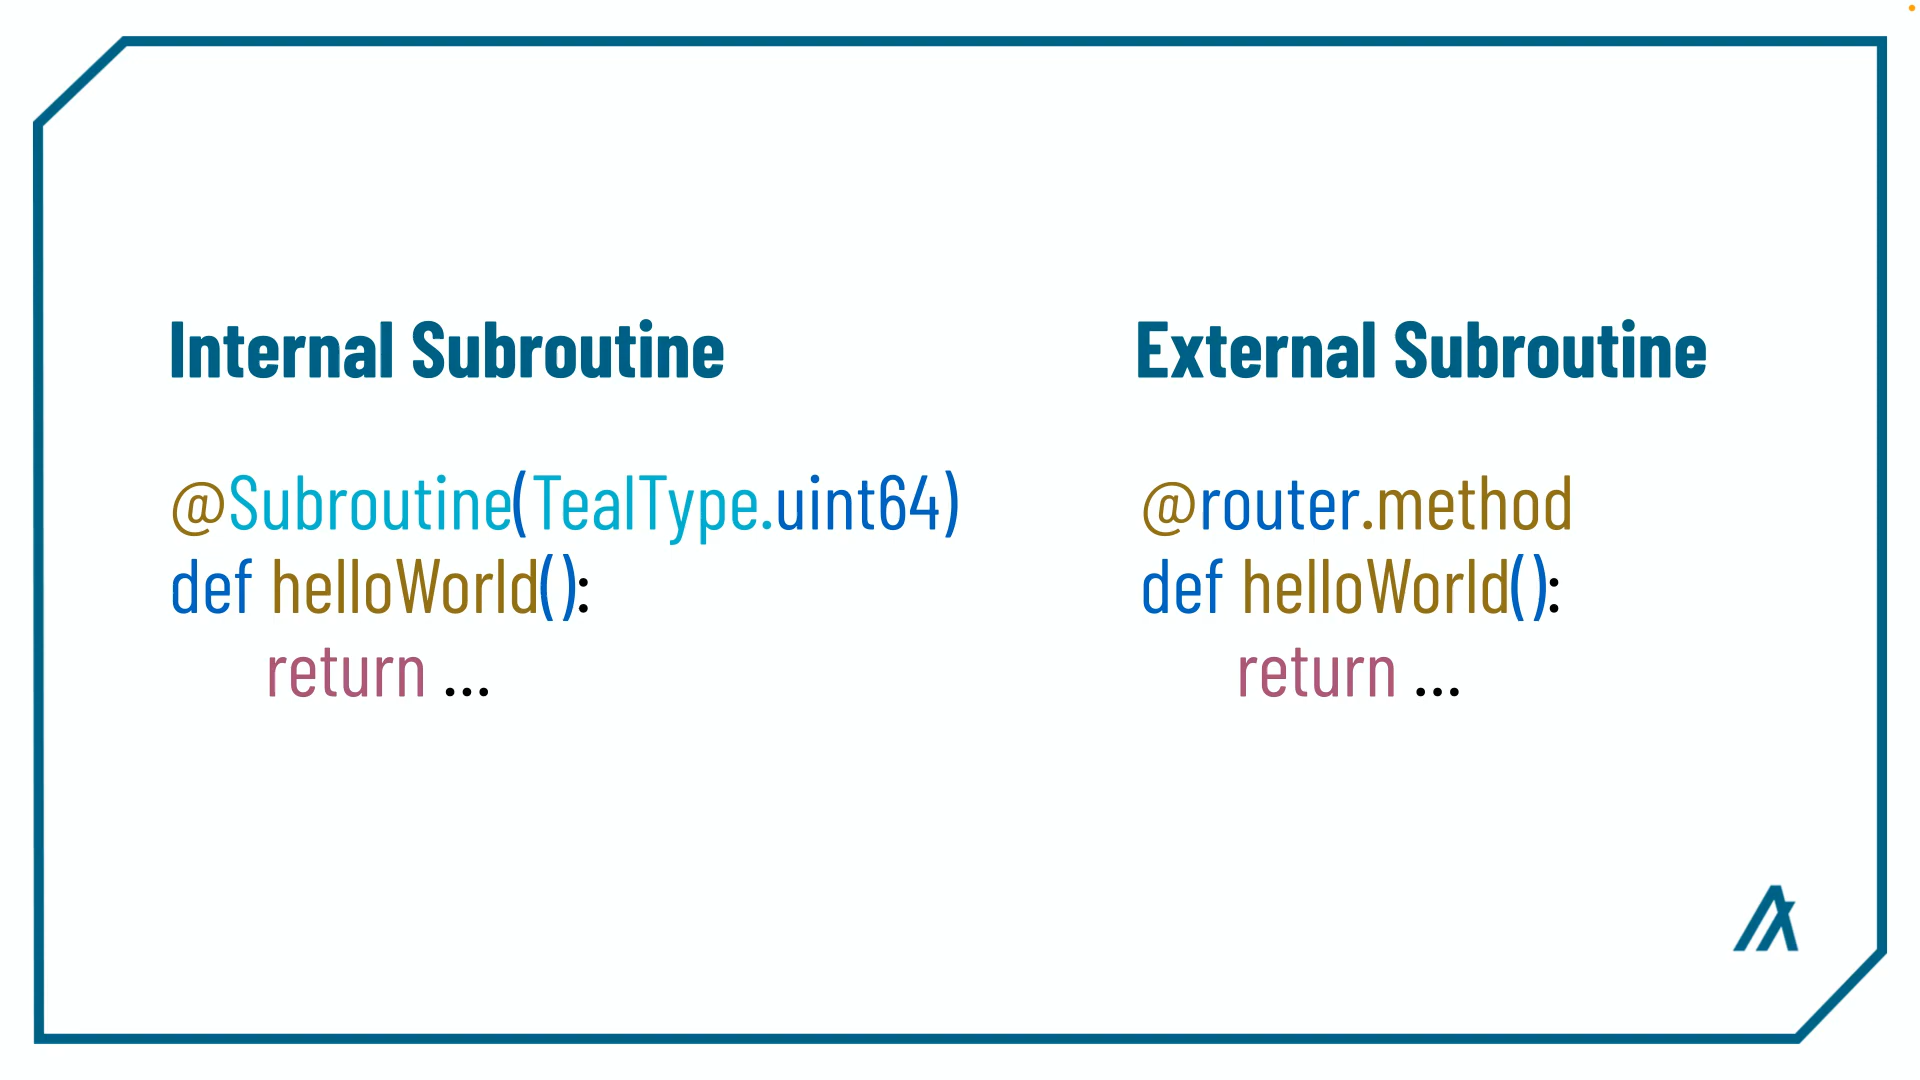 Internal Subroutine
@Subroutine(TealType.uint64)
def helloWorld():
return ...
External Subroutine
@router.method
def helloWorld():
return ...